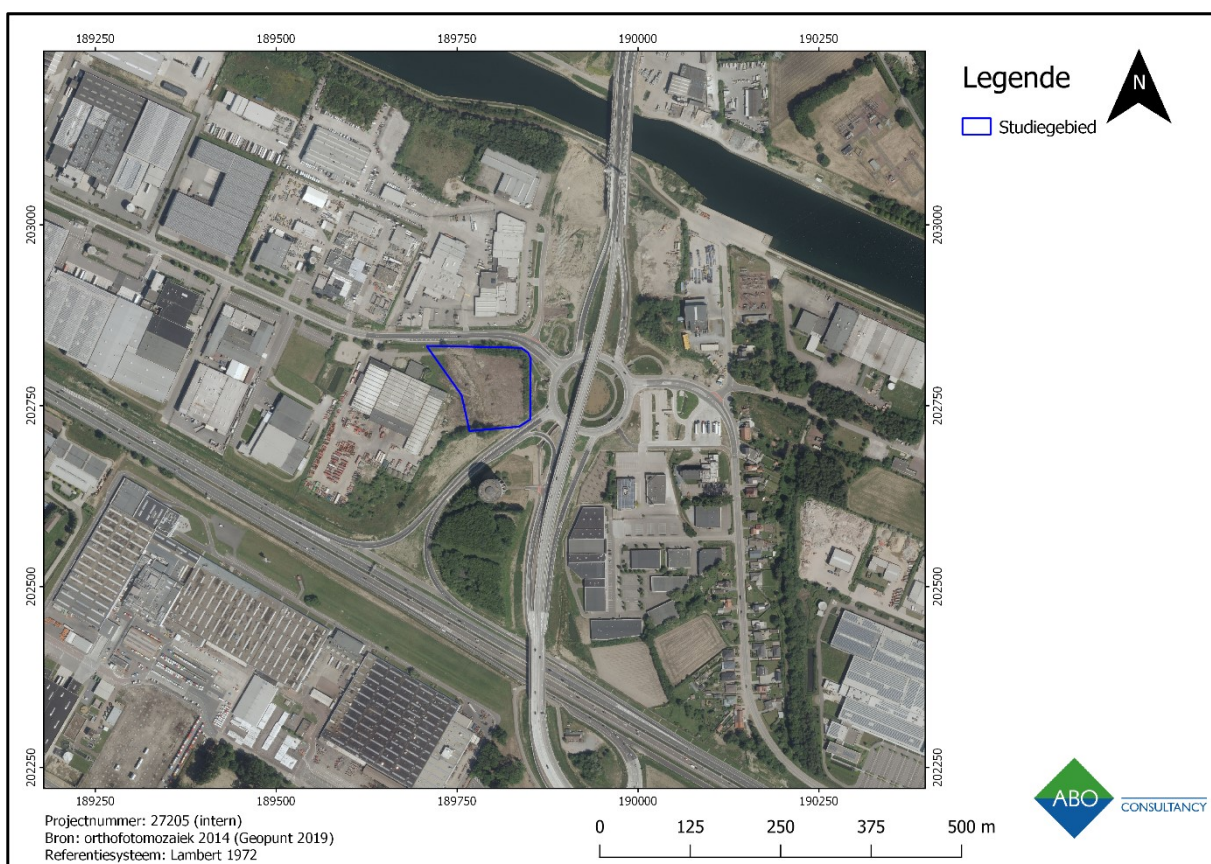 189250 189500 189750 190000 190250
Legende
N
Studiegebied
203000 203000
202750 202750
202500 202500
202250 202250
189250 189500 189750 190000 190250
Projectnummer: 27205 (intern)
Bron: orthofotomozaiek 2014 (Geopunt 2019)
Referentiesysteem: Lambert 1972
0 125 250 375 500 m
ABO CONSULTANCY